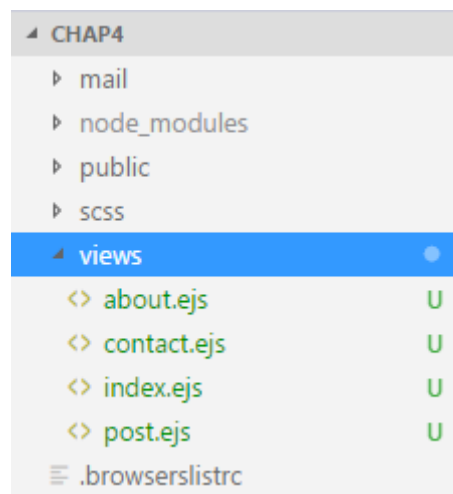 CHAP4
mail
node_modules
public
scss
views
about.ejs U
contact.ejs U
index.ejs U
post.ejs U
.browserslistrc